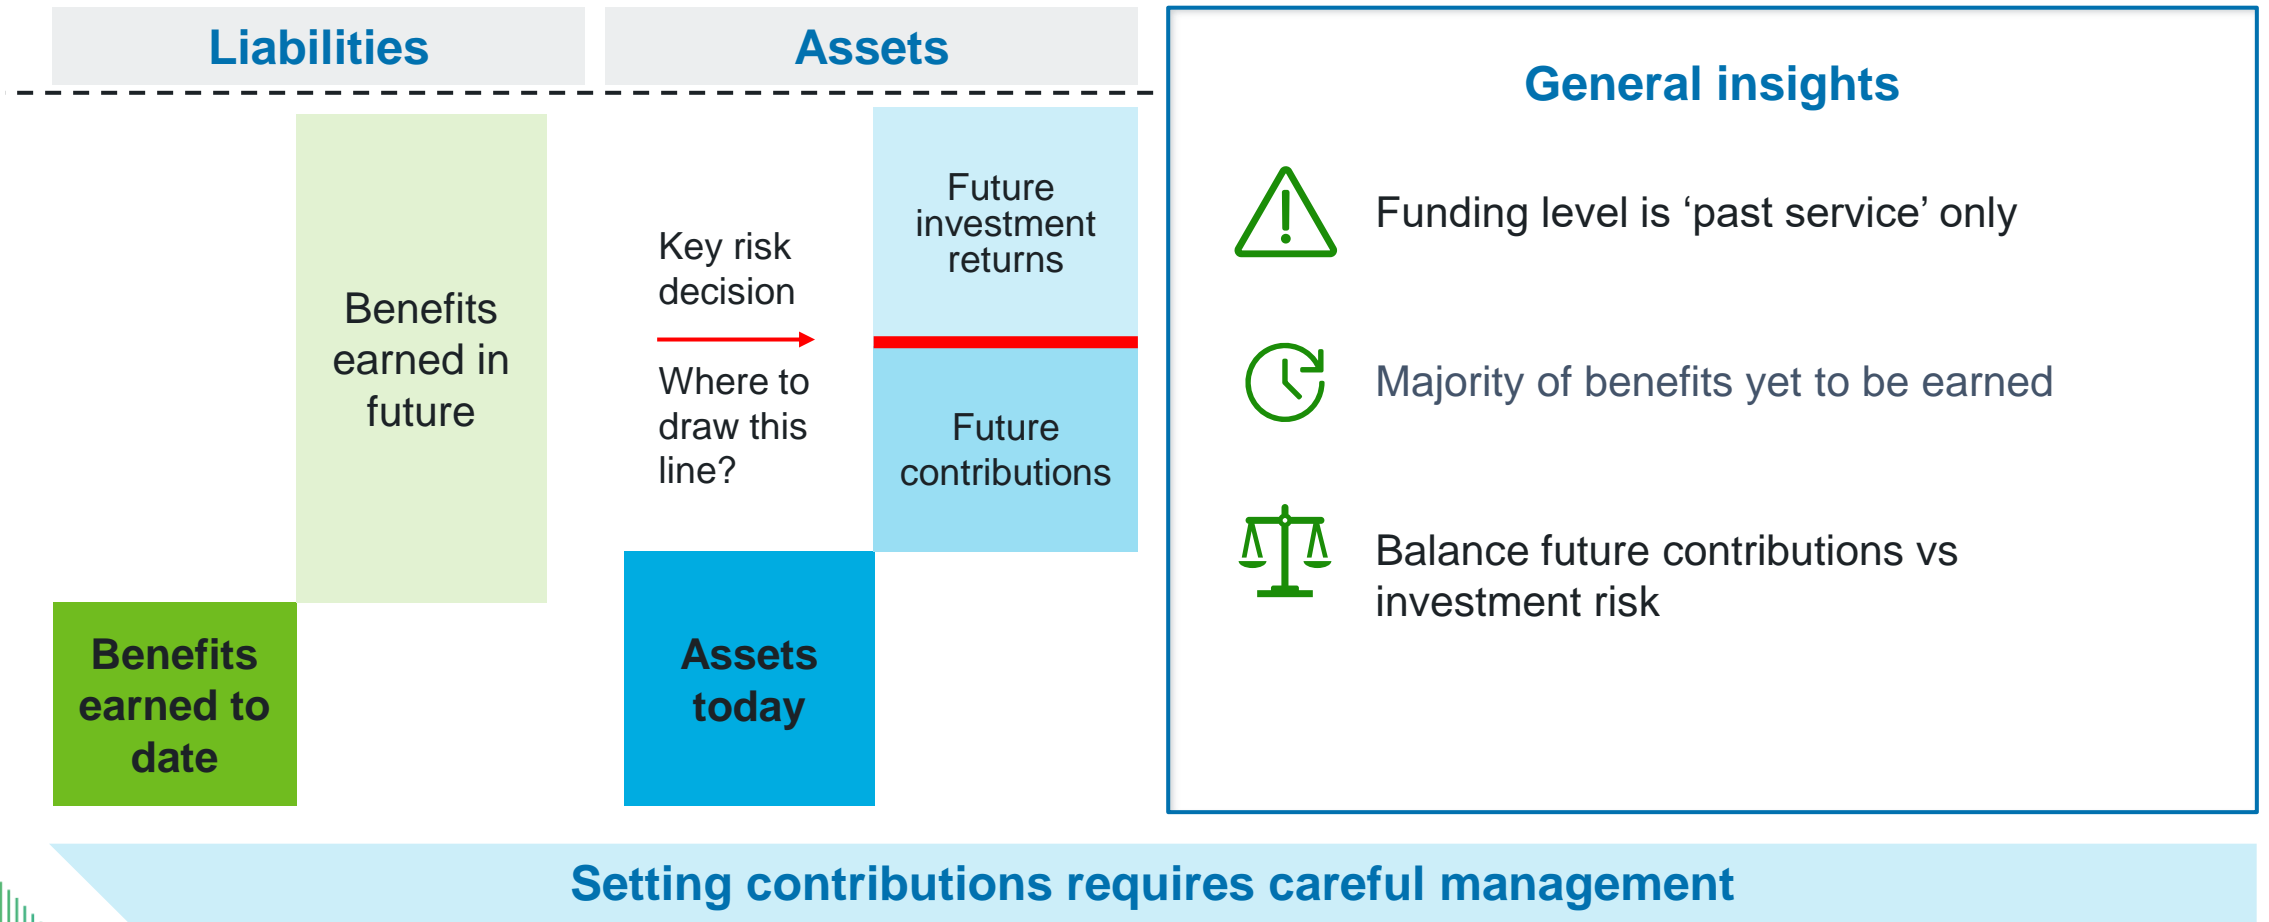 Liabilities
Assets
Benefits
earned in
future
Benefits
earned to
date
Key risk
decision
Where to
draw this
line?
Future
investment
returns
Future
contributions
Assets
today
General insights
Funding level is ‘past service’ only
Majority of benefits yet to be earned
Balance future contributions vs
investment risk
Setting contributions requires careful management